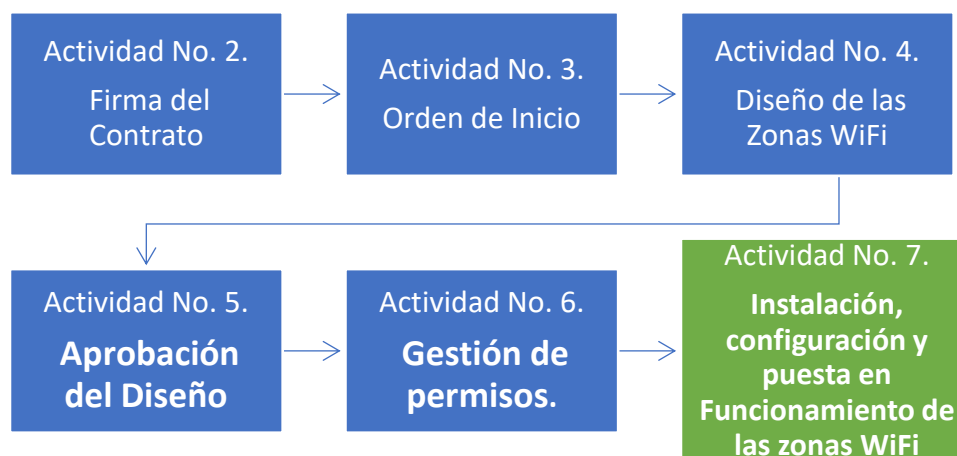 Actividad No. 2.
Firma del
Contrato
Actividad No. 3.
Orden de Inicio
Actividad No. 4.
Diseño de las
Zonas WiFi
Actividad No. 5.
Aprobación
del Diseño
Actividad No. 6.
Gestión de
permisos.
Actividad No. 7.
Instalación,
configuración y
puesta en
Funcionamiento de
las zonas WiFi